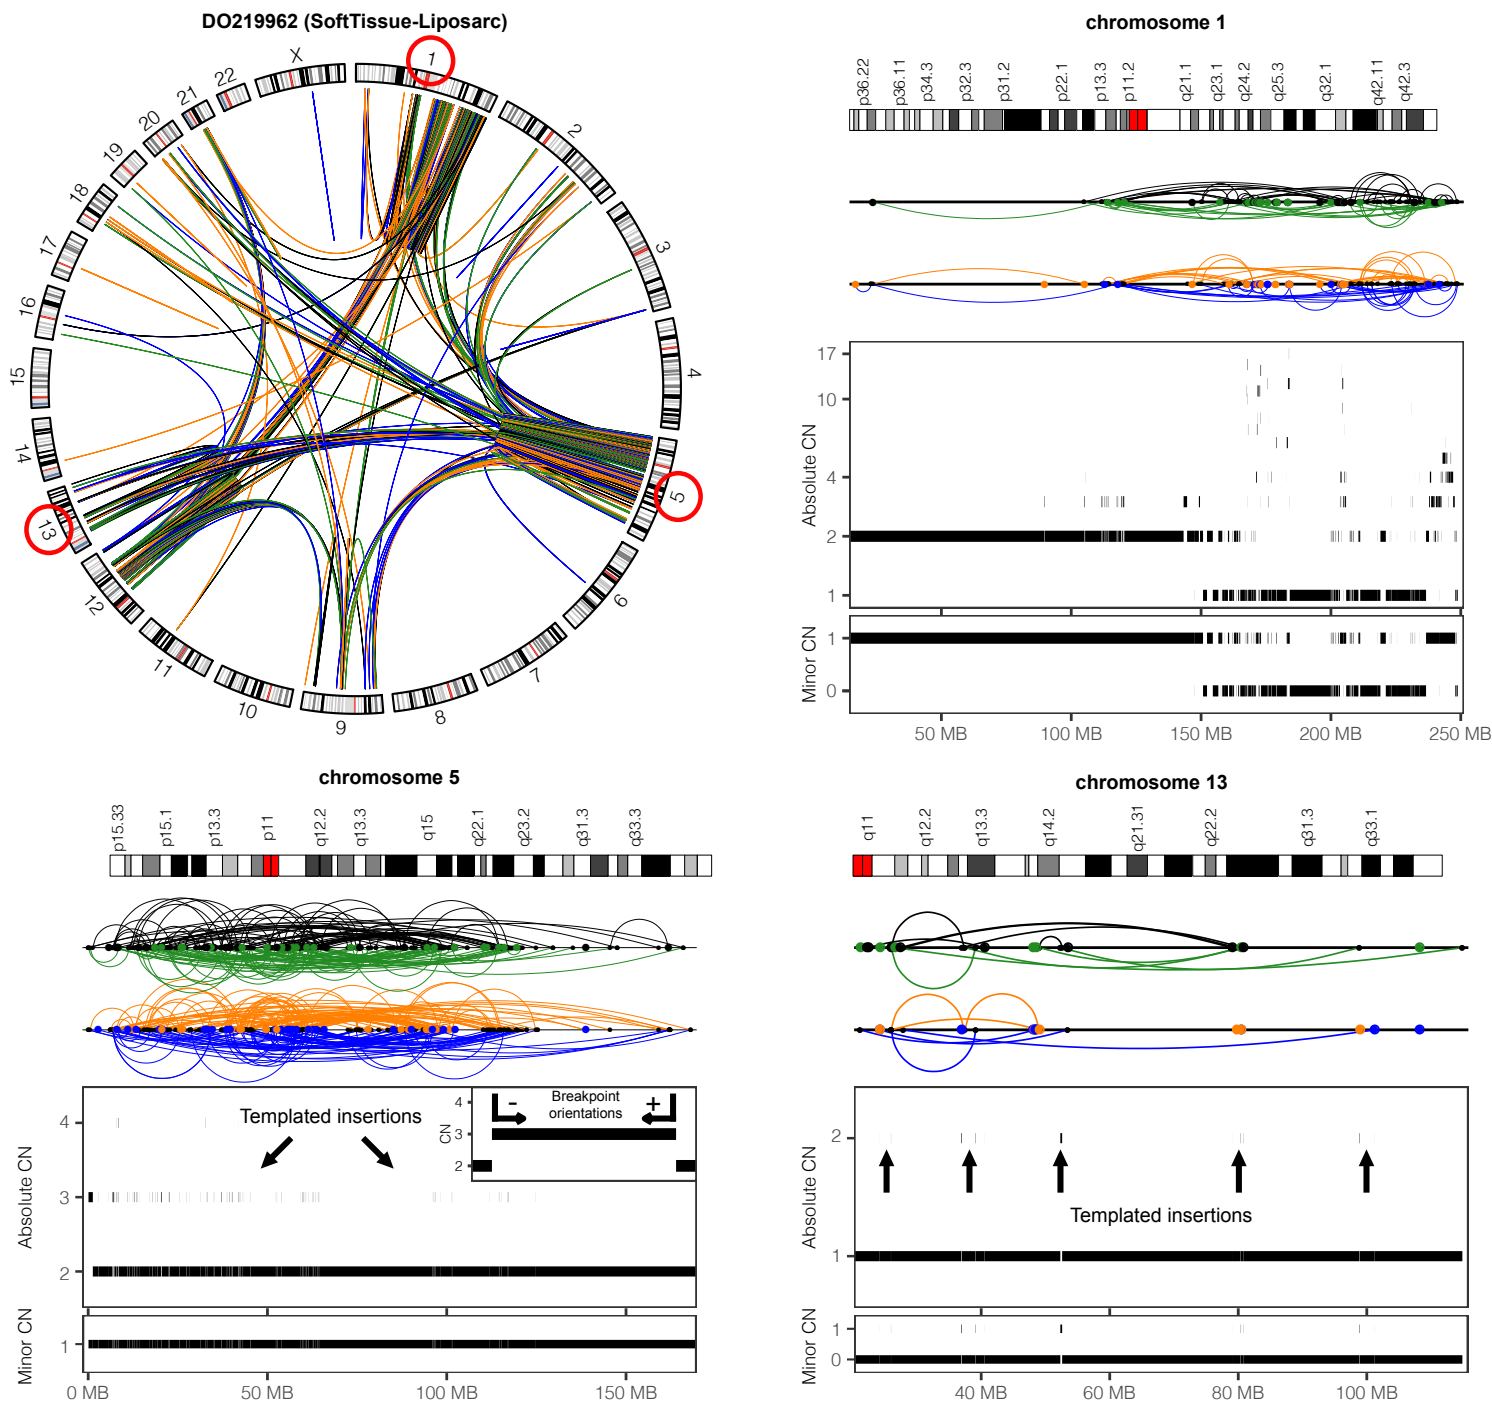 DO219962 (SoftTissue-Liposarc)
1
2
3
4
5
6
7
8
9
10
11
12
13
14
15
16
17
18
19
20
21
22
X
chromosome 1
p36.22 p36.11 p34.3 p32.3 p31.2 p22.1 p13.3 p11.2 q21.1 q23.1 q24.2 q25.3 q32.1 q42.11 q42.3
Absolute CN
17
10
4
2
1
Minor CN
1
0
50 MB 100 MB 150 MB 200 MB 250 MB
chromosome 5
p15.33 p15.1 p13.3 p11 q12.2 q13.3 q15 q22.1 q23.2 q31.3 q33.3
Absolute CN
4
3
2
Templated insertions
CN
4
3
2
- Breakpoint +
orientations
Minor CN
1
0 MB 50 MB 100 MB 150 MB
chromosome 13
q11 q12.2 q13.3 q14.2 q21.31 q22.2 q31.3 q33.1
Absolute CN
2
1
Templated insertions
Minor CN
1
0
40 MB 60 MB 80 MB 100 MB